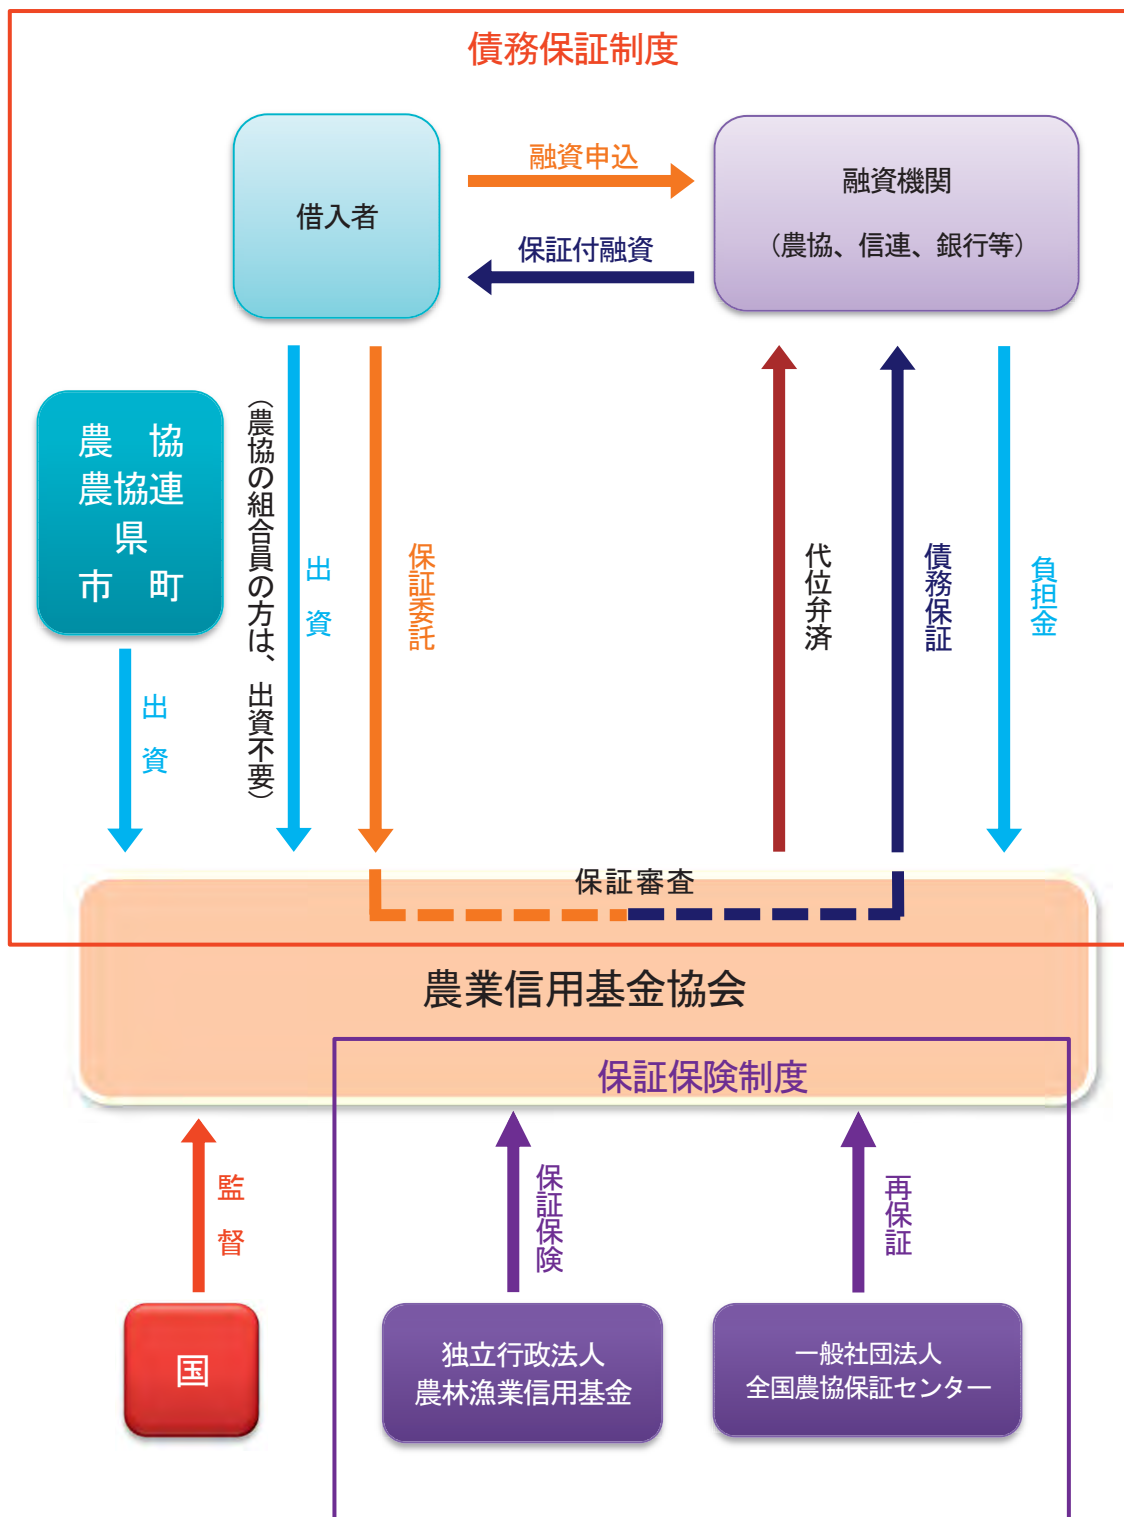 債務保証制度
借入者
融資申込
保証付融資
融資機関
（農協、信連、銀行等）
農　協
農協連
県
市　町
出　資
（農協の組合員の方は、出資不要）
出　資
保証委託
代位弁済
債務保証
負担金
保証審査
農業信用基金協会
保証保険制度
監　督
保証保険
再保証
国
独立行政法人
農林漁業信用基金
一般社団法人
全国農協保証センター